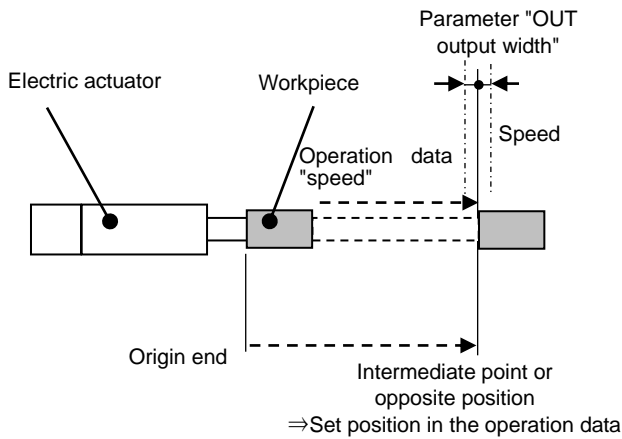 Parameter "OUT
output width"
Electric actuator
Workpiece
Speed
Operation data
"speed"
Origin end
Intermediate point or
opposite position
⇒Set position in the operation data